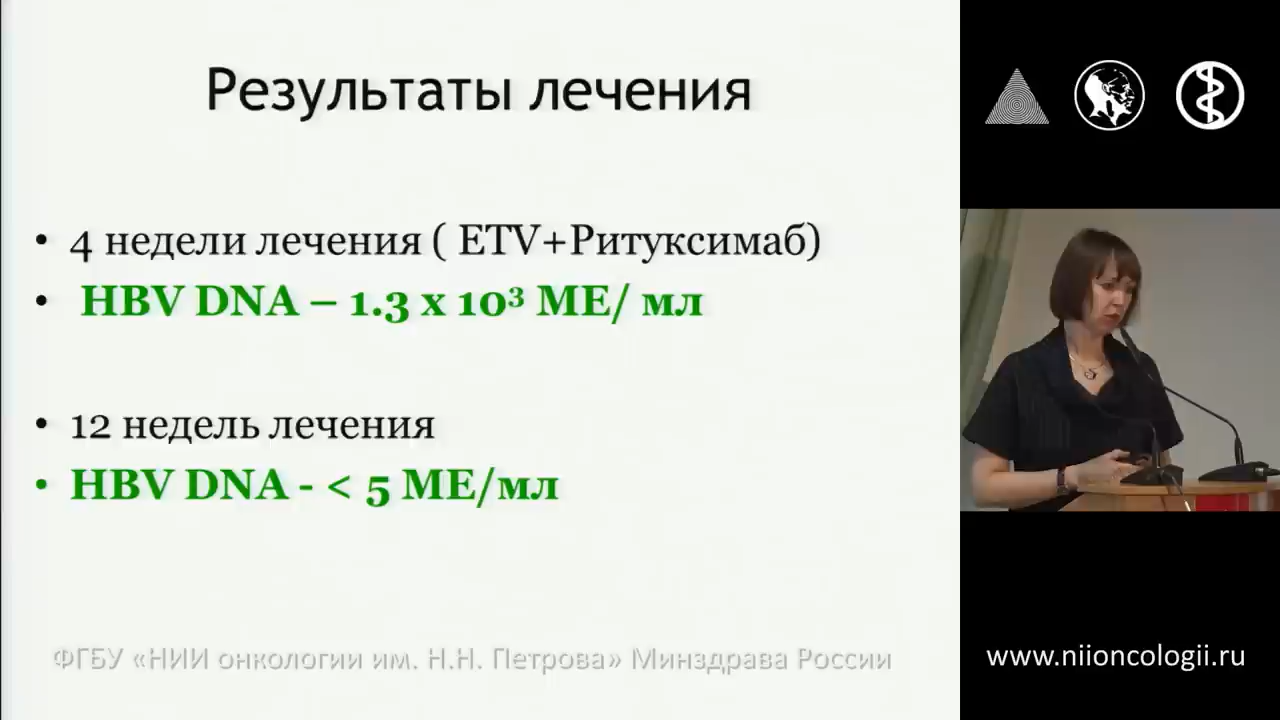 Результаты лечения
• 4 недели лечения ( ETV+Ритуксимаб)
• HBV DNA – 1.3 x 10³ МЕ/ мл
• 12 недель лечения
• HBV DNA - < 5 МЕ/мл
ФГБУ «НИИ онкологии им. Н.Н. Петрова» Минздрава России
www.niioncologii.ru